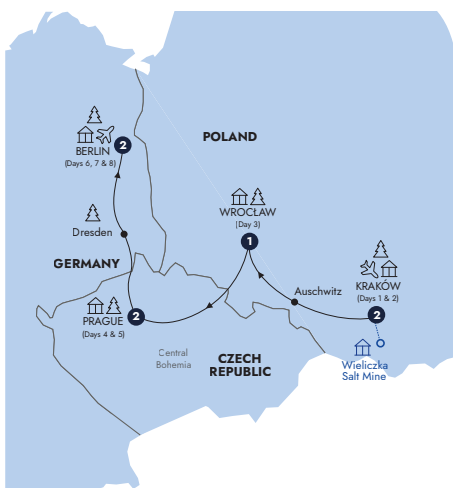 POLAND
2
BERLIN
(Days 6, 7 & 8)
WROCŁAW
(Day 3)
1
Dresden
GERMANY
KRAKÓW
(Days 1 & 2)
2
Auschwitz
PRAGUE
(Days 4 & 5)
2
Central
Bohemia
CZECH
REPUBLIC
Wieliczka
Salt Mine